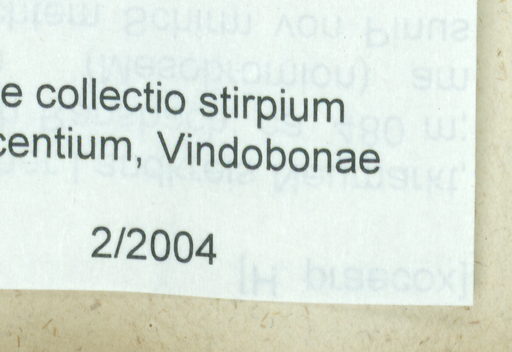 e collectio stirpium
centium, Vindobonae
2/2004